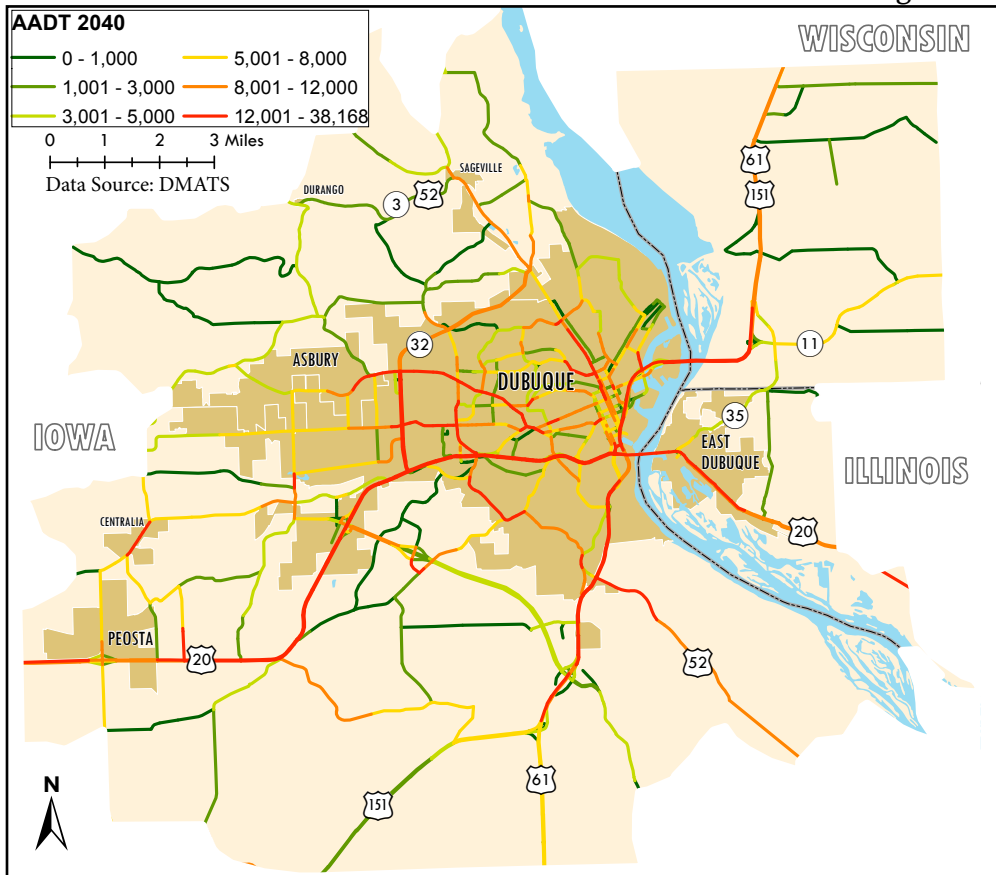 AADT 2040
0 - 1,000
5,001 - 8,000
1,001 - 3,000
8,001 - 12,000
3,001 - 5,000
12,001 - 38,168
0 1 2 3 Miles
Data Source: DMATS
WISCONSIN
SAGEVILLE
DURANGO
3
52
61
151
32
11
ASBURY
DUBUQUE
35
IOWA
EAST
DUBUQUE
ILLINOIS
CENTRALIA
20
PEOSTA
20
52
61
151
N